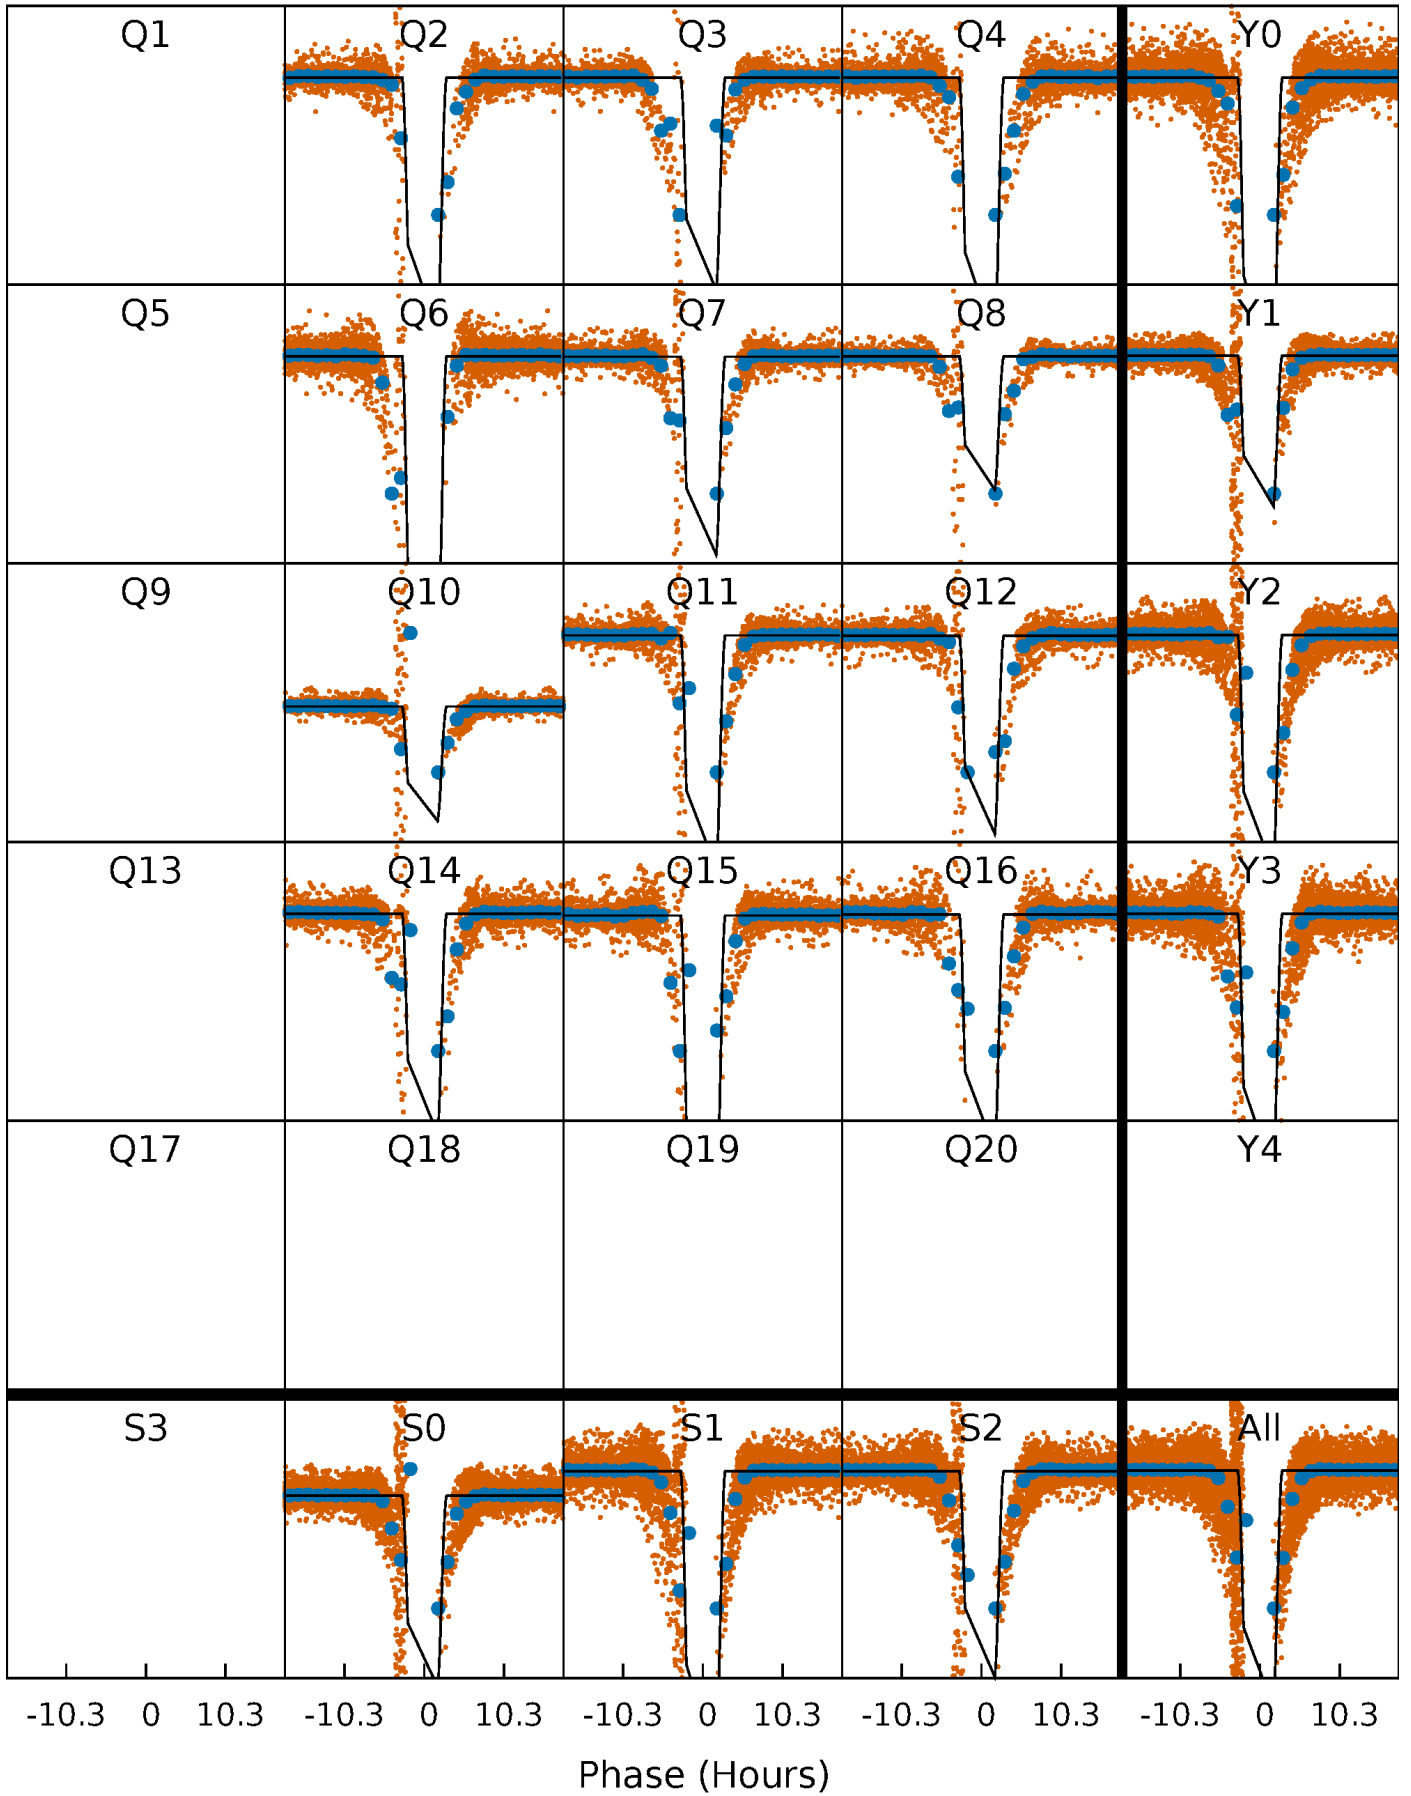 Q1 Q2 Q3 Q4 Y0
Q5 Q6 Q7 Q8 Y1
Q9 Q10 Q11 Q12 Y2
Q13 Q14 Q15 Q16 Y3
Q17 Q18 Q19 Q20 Y4
S3 S0 S1 S2 All
-10.3 0 10.3 -10.3 0 10.3 -10.3 0 10.3 -10.3 0 10.3 -10.3 0 10.3
Phase (Hours)